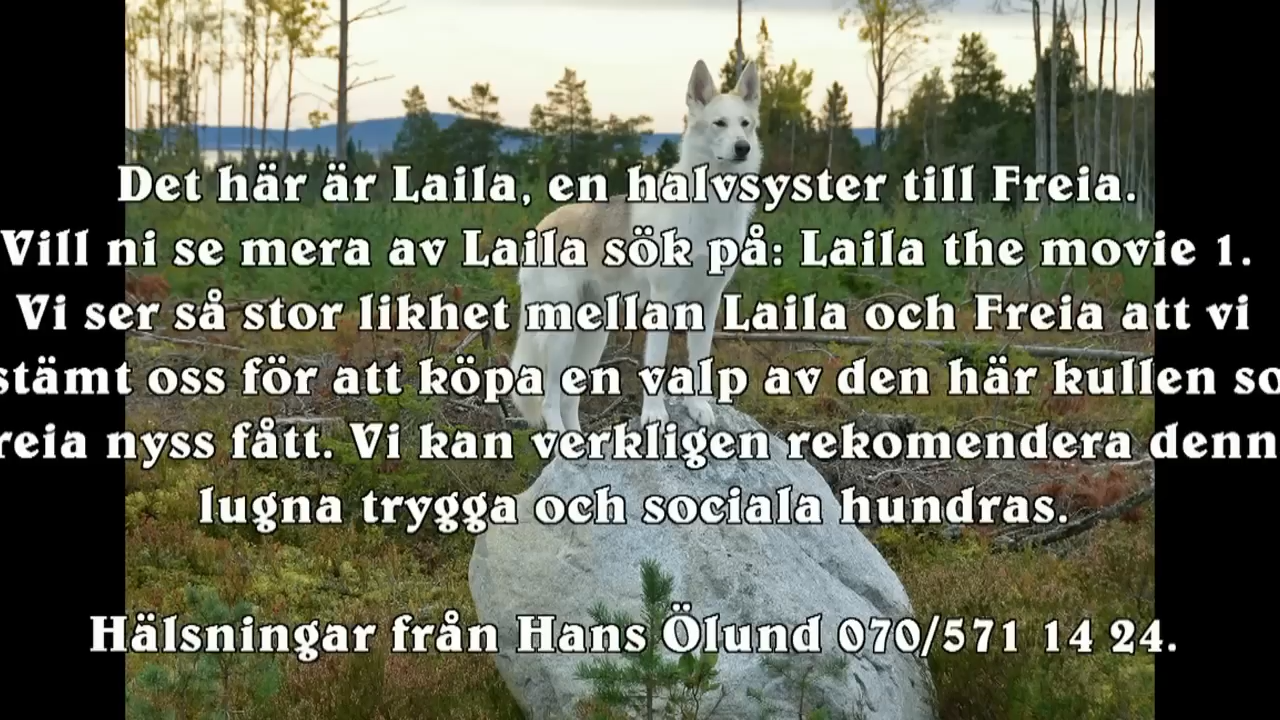 Det här är Laila, en halvsyster till Freia.
Vill ni se mera av Laila sök på: Laila the movie 1.
Vi ser så stor likhet mellan Laila och Freia att vi
stämt oss för att köpa en valp av den här kullen so
reia nyss fått. Vi kan verkligen rekomendera denn
lugna trygga och sociala hundras.
Hälsningar från Hans Ölund 070/571 14 24.